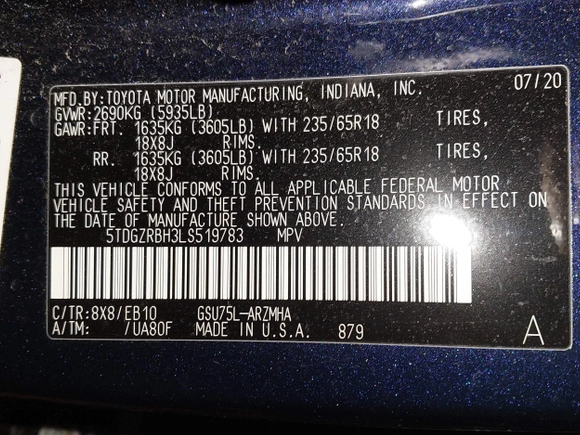 07/20
MFD.BY:TOYOTA MOTOR MANUFACTURING, INDIANA, INC.
GVWR:2690KG (5935LB)
GAWR:FRT. 1635KG (3605LB) WITH 235/65R18 TIRES,
18X8J RIMS.
RR. 1635KG (3605LB) WITH 235/65R18 TIRES,
18X8J RIMS.
THIS VEHICLE CONFORMS TO ALL APPLICABLE FEDERAL MOTOR
VEHICLE SAFETY AND THEFT PREVENTION STANDARDS IN EFFECT ON
THE DATE OF MANUFACTURE SHOWN ABOVE.
5TDGZRBH3LS519783 MPV
C/TR:8X8/EB10 GSU75L-ARZMHA
A/TM: /UA80F MADE IN U.S.A. 879 A